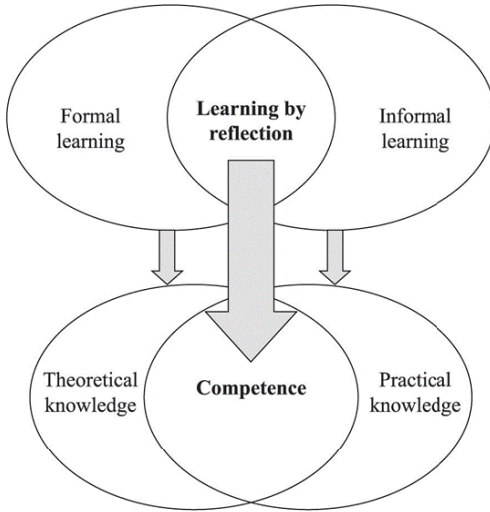 Formal
learning
Learning by
reflection
Informal
learning
Theoretical
knowledge
Competence
Practical
knowledge